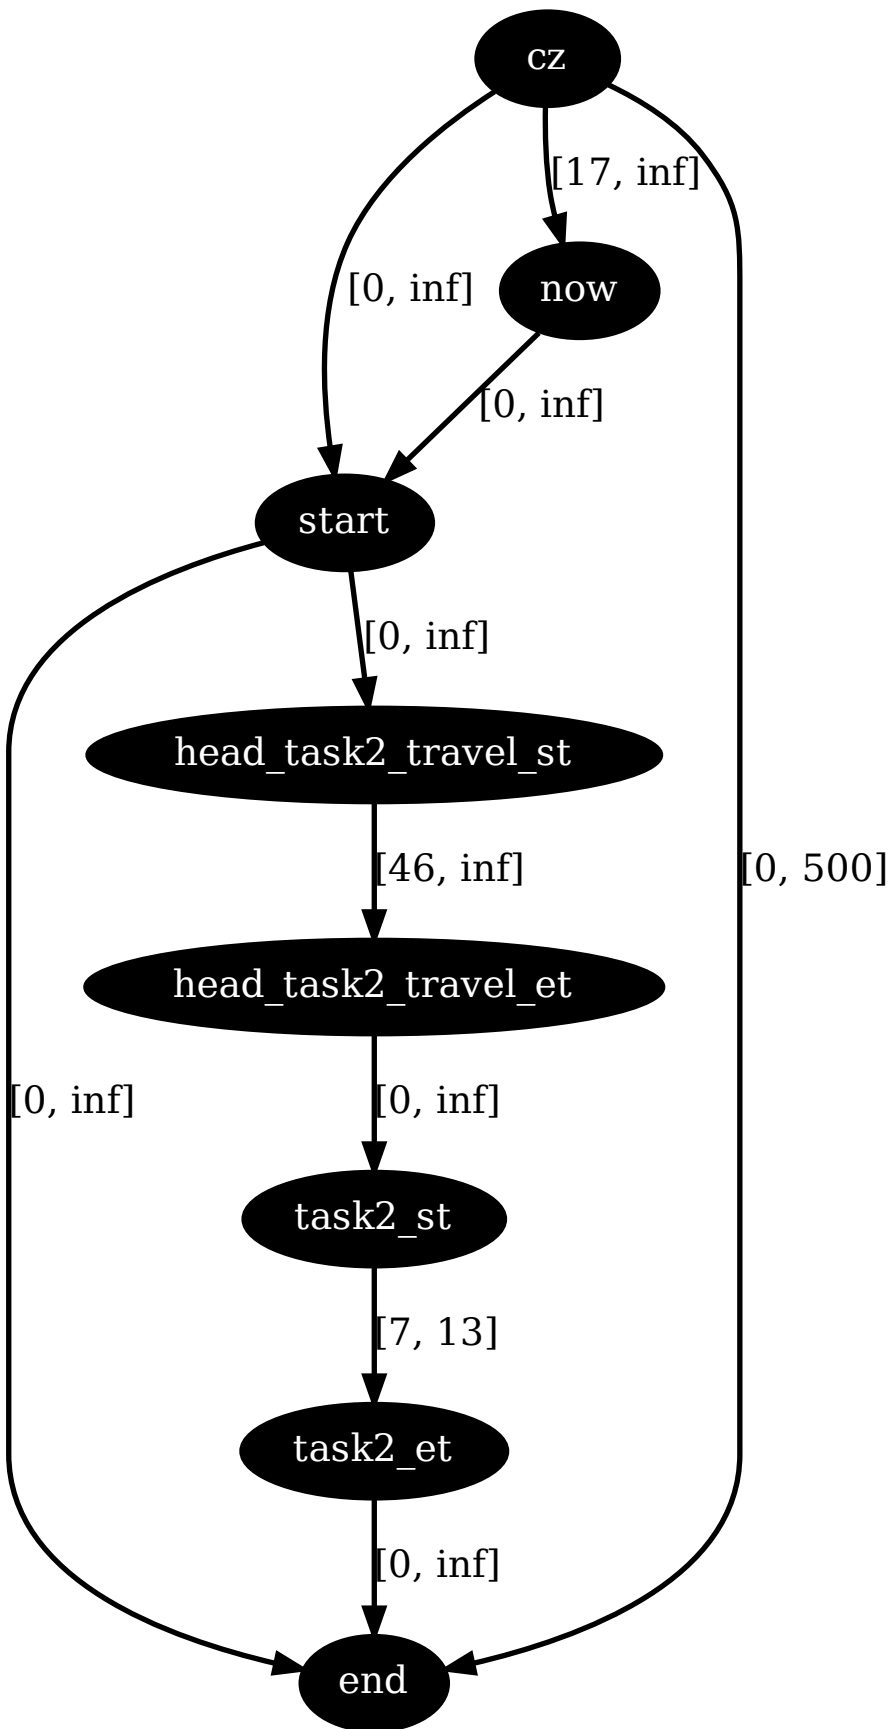 cz
[17, inf]
[0, inf]
now
[0, inf]
start
[0, inf]
head_task2_travel_st
[46, inf]
[0, 500]
head_task2_travel_et
[0, inf]
[0, inf]
task2_st
[7, 13]
task2_et
[0, inf]
end